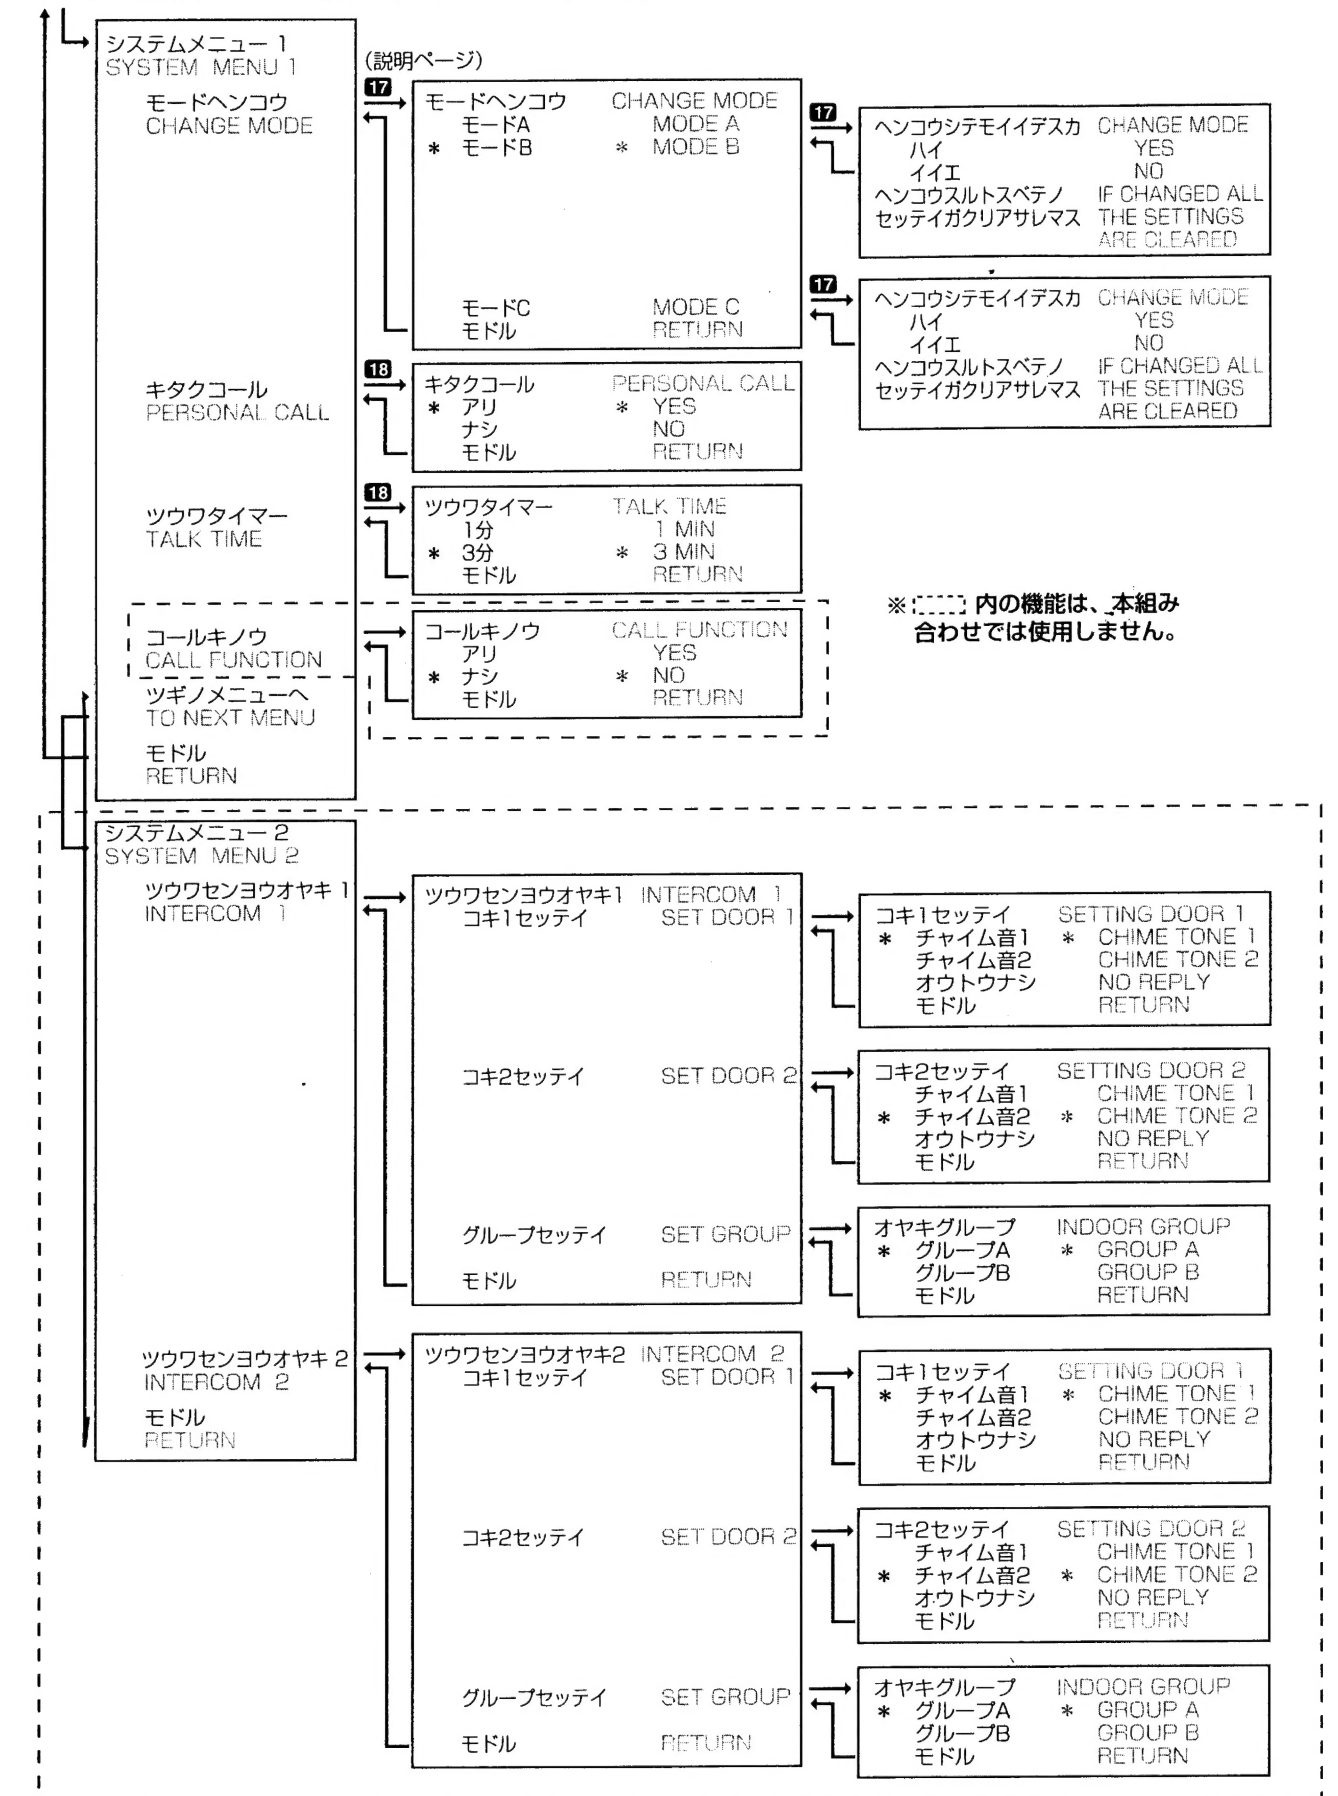 システムメニュー 1
SYSTEM MENU 1
(説明ページ)
モードヘンコウ
CHANGE MODE
17
モードヘンコウ CHANGE MODE
モードA MODE A
* モードB * MODE B
モードC MODE C
モドル RETURN
17
ヘンコウシテモイイデスカ CHANGE MODE
ハイ YES
イイエ NO
ヘンコウスルトスベテノ IF CHANGED ALL
セッテイガクリアサレマス THE SETTINGS
ARE CLEARED
17
ヘンコウシテモイイデスカ CHANGE MODE
ハイ YES
イイエ NO
ヘンコウスルトスベテノ IF CHANGED ALL
セッテイガクリアサレマス THE SETTINGS
ARE CLEARED
キタクコール
PERSONAL CALL
18
キタクコール PERSONAL CALL
* アリ * YES
ナシ NO
モドル RETURN
ツウワタイマー
TALK TIME
18
ツウワタイマー TALK TIME
1分 1 MIN
* 3分 * 3 MIN
モドル RETURN
コールキノウ
CALL FUNCTION
コールキノウ CALL FUNCTION
アリ YES
* ナシ * NO
モドル RETURN
※ 内の機能は、本組み
合わせでは使用しません。
ツギノメニューへ
TO NEXT MENU
モドル
RETURN
システムメニュー 2
SYSTEM MENU 2
ツウワセンヨウオヤキ 1
INTERCOM 1
ツウワセンヨウオヤキ1 INTERCOM 1
コキ1セッテイ SET DOOR 1
コキ1セッテイ SETTING DOOR 1
* チャイム音1 * CHIME TONE 1
チャイム音2 CHIME TONE 2
オウトウナシ NO REPLY
モドル RETURN
コキ2セッテイ SET DOOR 2
コキ2セッテイ SETTING DOOR 2
チャイム音1 CHIME TONE 1
* チャイム音2 * CHIME TONE 2
オウトウナシ NO REPLY
モドル RETURN
グループセッテイ SET GROUP
オヤキグループ INDOOR GROUP
* グループA * GROUP A
グループB GROUP B
モドル RETURN
モドル RETURN
ツウワセンヨウオヤキ 2
INTERCOM 2
モドル
RETURN
ツウワセンヨウオヤキ2 INTERCOM 2
コキ1セッテイ SET DOOR 1
コキ1セッテイ SETTING DOOR 1
* チャイム音1 * CHIME TONE 1
チャイム音2 CHIME TONE 2
オウトウナシ NO REPLY
モドル RETURN
コキ2セッテイ SET DOOR 2
コキ2セッテイ SETTING DOOR 2
チャイム音1 CHIME TONE 1
* チャイム音2 * CHIME TONE 2
オウトウナシ NO REPLY
モドル RETURN
グループセッテイ SET GROUP
オヤキグループ INDOOR GROUP
* グループA * GROUP A
グループB GROUP B
モドル RETURN
モドル RETURN